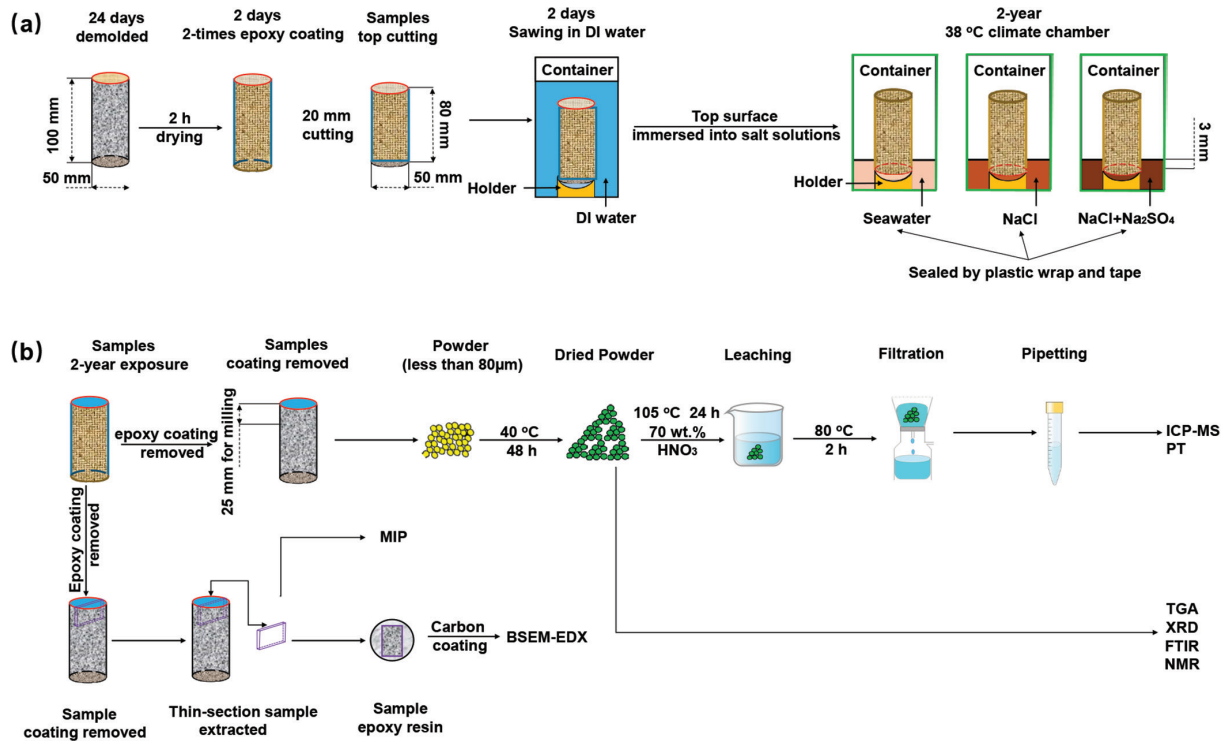 (a)
24 days
demolded
2 days
2-times epoxy coating
Samples
top cutting
2 days
Sawing in DI water
2-year
38 °C climate chamber
100 mm
50 mm
2 h
drying
20 mm
cutting
80 mm
50 mm
Container
Holder
DI water
Top surface
immersed into salt solutions
Container
Container
Container
3 mm
Holder
Seawater
NaCl
NaCl+Na₂SO₄
Sealed by plastic wrap and tape
(b)
Samples
2-year exposure
Samples
coating removed
Powder
(less than 80μm)
Dried Powder
Leaching
Filtration
Pipetting
epoxy coating
removed
25 mm for milling
40 °C
48 h
105 °C 24 h
70 wt.%
HNO₃
80 °C
2 h
ICP-MS
PT
Epoxy coating
removed
MIP
Carbon
coating
BSEM-EDX
TGA
XRD
FTIR
NMR
Sample
coating removed
Thin-section sample
extracted
Sample
epoxy resin